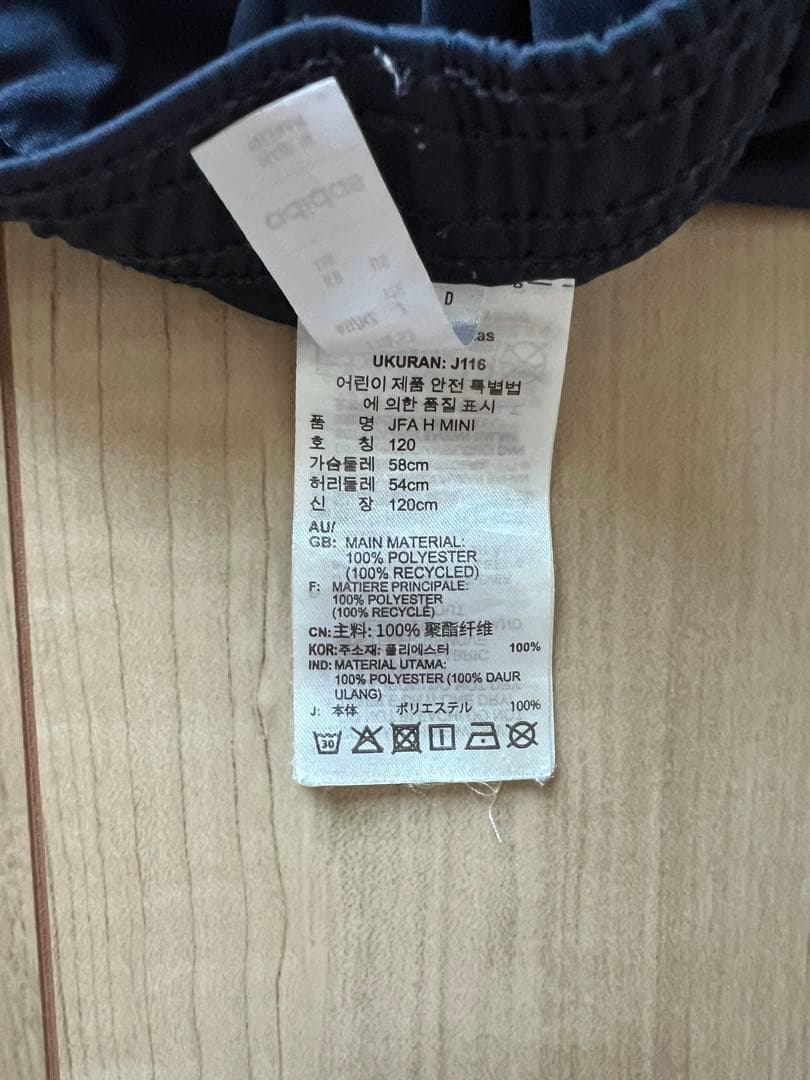 adidas
D
as
UKURAN: J116
어린이 제품 안전 특별법
에 의한 품질 표시
품 명 JFA H MINI
호 칭 120
가슴둘레 58cm
허리둘레 54cm
신 장 120cm
AU/
GB: MAIN MATERIAL:
100% POLYESTER
(100% RECYCLED)
F: MATIERE PRINCIPALE:
100% POLYESTER
(100% RECYCLÉ)
CN: 主料: 100% 聚酯纤维
KOR: 주소재: 폴리에스터 100%
IND: MATERIAL UTAMA:
100% POLYESTER (100% DAUR
ULANG)
J: 本体 ポリエステル 100%
30